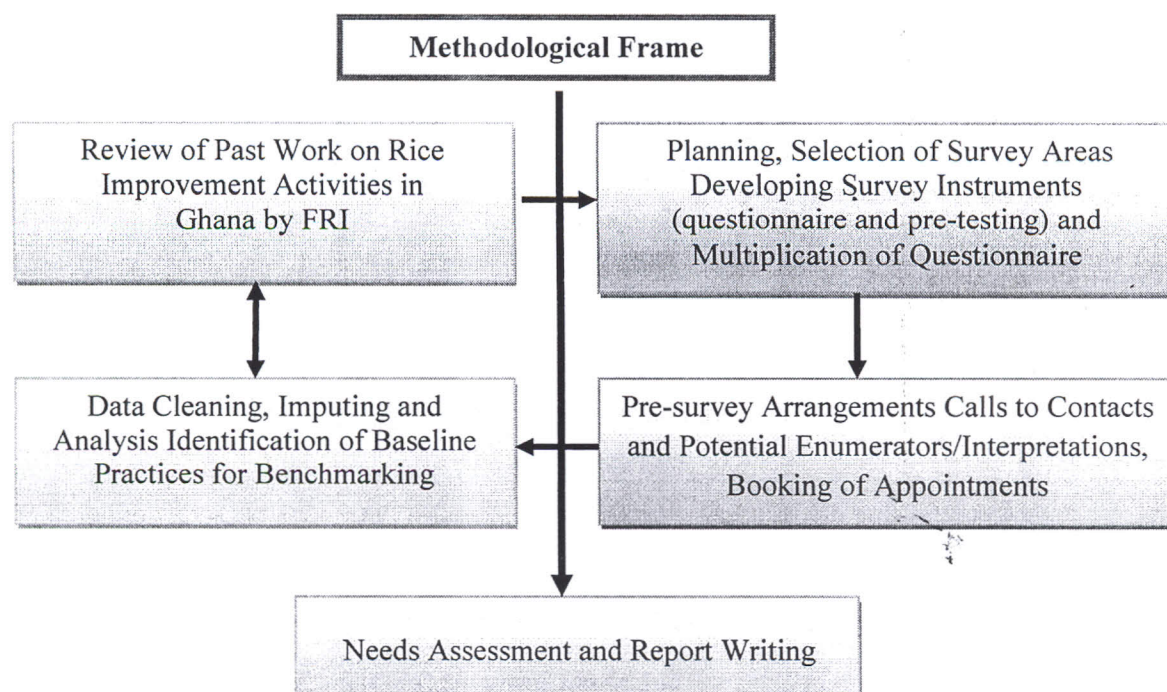 Methodological Frame
Review of Past Work on Rice
Improvement Activities in
Ghana by FRI
Planning, Selection of Survey Areas
Developing Survey Instruments
(questionnaire and pre-testing) and
Multiplication of Questionnaire
Data Cleaning, Imputing and
Analysis Identification of Baseline
Practices for Benchmarking
Pre-survey Arrangements Calls to Contacts
and Potential Enumerators/Interpretations,
Booking of Appointments
Needs Assessment and Report Writing